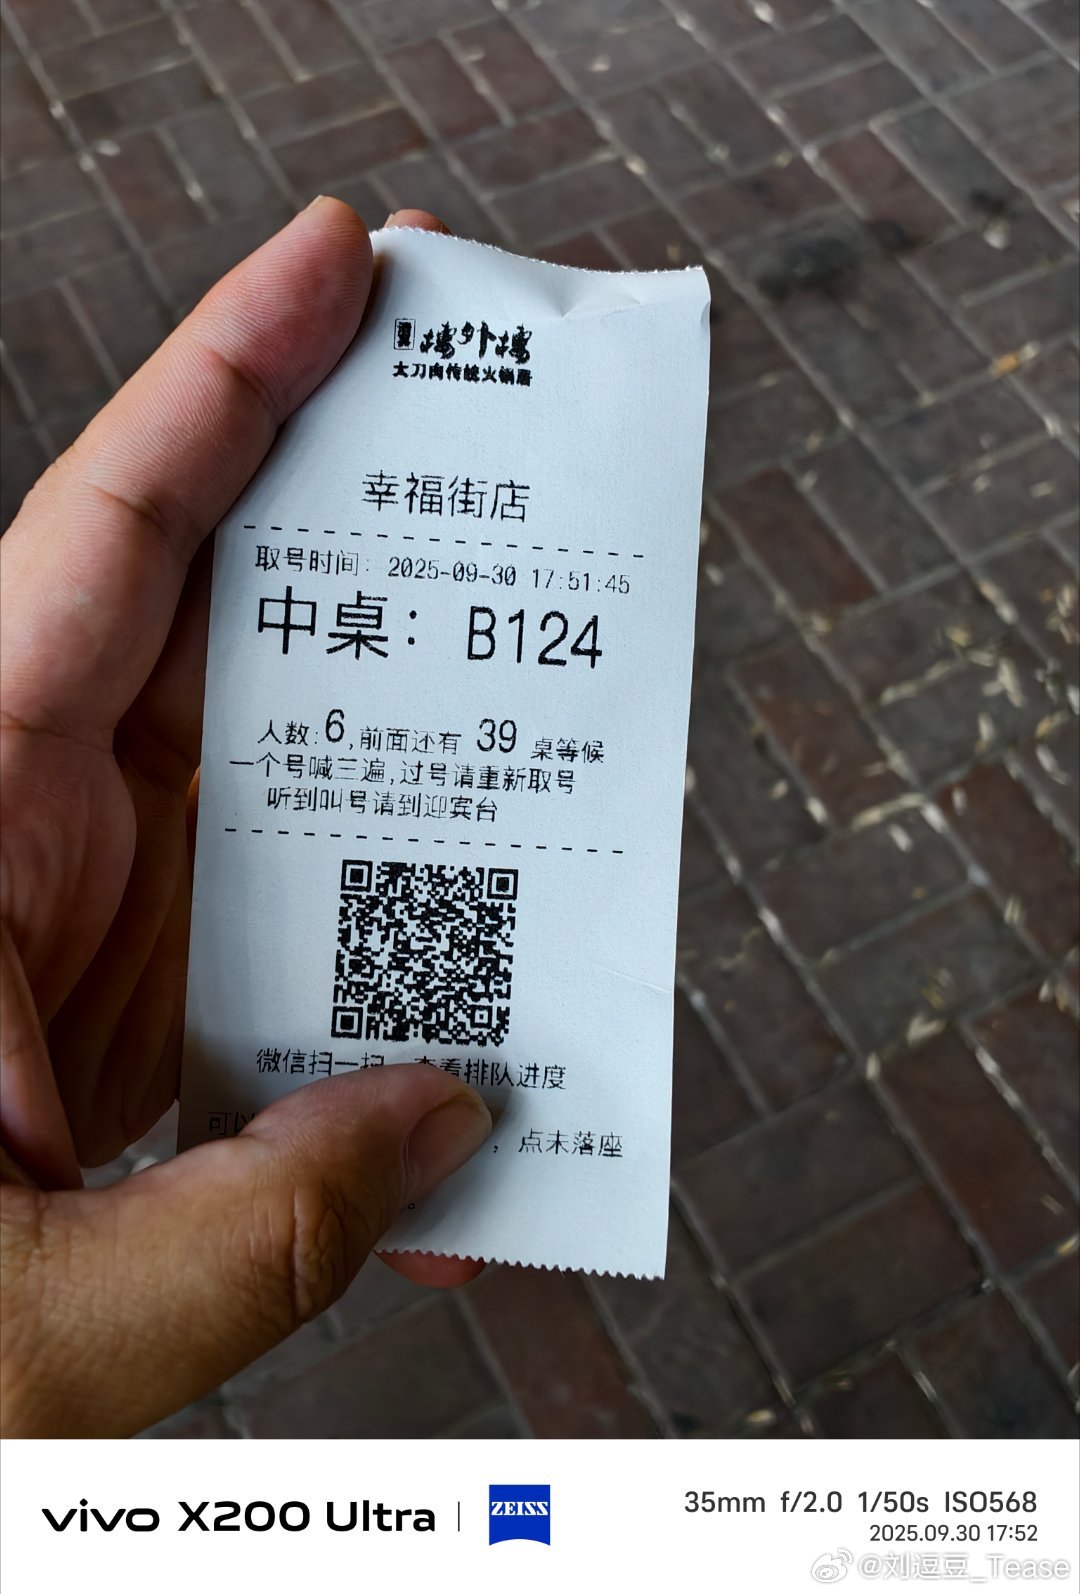 楼外楼
大刀肉传统火锅店
幸福街店
取号时间: 2025-09-30 17:51:45
中桌: B124
人数:6,前面还有 39 桌等候
一个号喊三遍,过号请重新取号
听到叫号请到迎宾台
微信扫一扫 查看排队进度
可以 , 点未落座
。
vivo X200 Ultra | ZEISS
35mm f/2.0 1/50s ISO568
2025.09.30 17:52
@刘逗豆_Tease